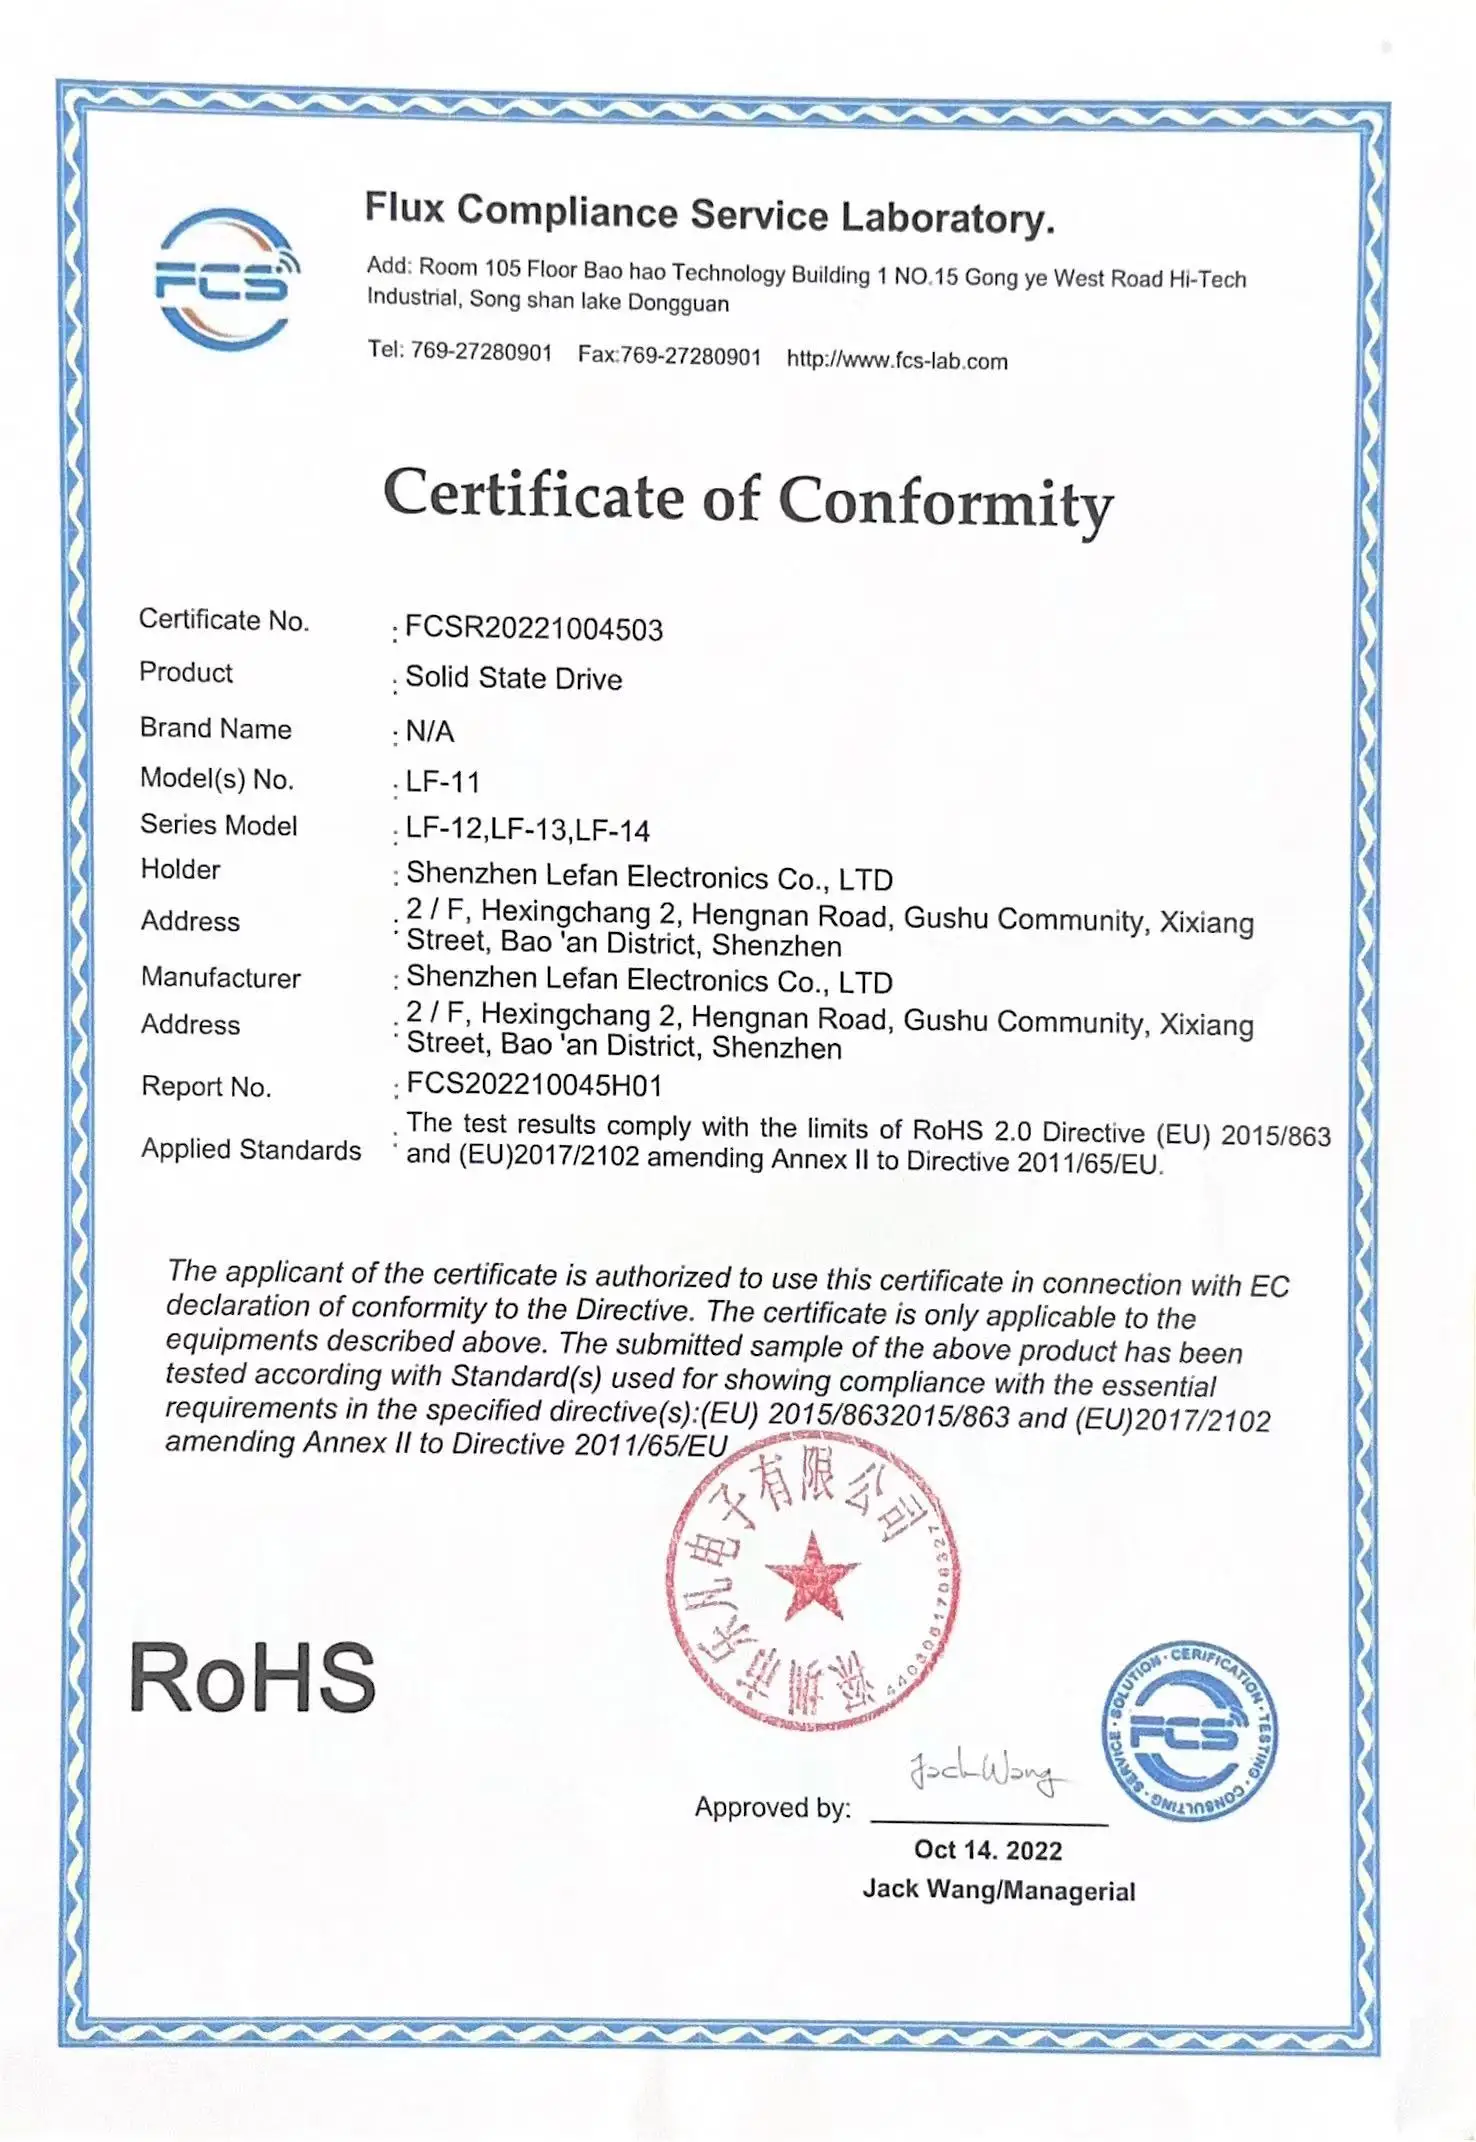 FCS
Flux Compliance Service Laboratory.
Add: Room 105 Floor Bao hao Technology Building 1 NO.15 Gong ye West Road Hi-Tech
Industrial, Song shan lake Dongguan
Tel: 769-27280901 Fax:769-27280901 http://www.fcs-lab.com
Certificate of Conformity
Certificate No. : FCSR20221004503
Product : Solid State Drive
Brand Name : N/A
Model(s) No. : LF-11
Series Model : LF-12,LF-13,LF-14
Holder : Shenzhen Lefan Electronics Co., LTD
Address : 2 / F, Hexingchang 2, Hengnan Road, Gushu Community, Xixiang
Street, Bao 'an District, Shenzhen
Manufacturer : Shenzhen Lefan Electronics Co., LTD
Address : 2 / F, Hexingchang 2, Hengnan Road, Gushu Community, Xixiang
Street, Bao 'an District, Shenzhen
Report No. : FCS202210045H01
Applied Standards : The test results comply with the limits of RoHS 2.0 Directive (EU) 2015/863
and (EU)2017/2102 amending Annex II to Directive 2011/65/EU.
The applicant of the certificate is authorized to use this certificate in connection with EC
declaration of conformity to the Directive. The certificate is only applicable to the
equipments described above. The submitted sample of the above product has been
tested according with Standard(s) used for showing compliance with the essential
requirements in the specified directive(s):(EU) 2015/8632015/863 and (EU)2017/2102
amending Annex II to Directive 2011/65/EU
深圳市乐凡电子有限公司
4403061706327
RoHS
SERVICE · SOLUTION · CERIFICATION · TESTING · CONSULTING ·
FCS
Jack Wang
Approved by:
Oct 14. 2022
Jack Wang/Managerial